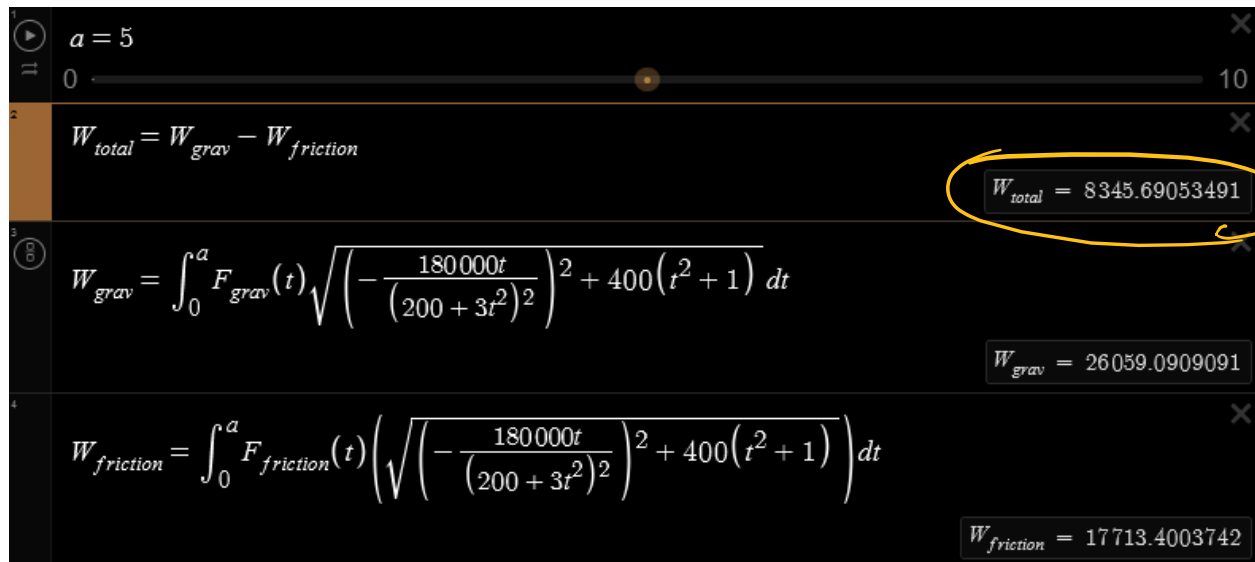 1
a = 5
0 10
2
W_total = W_grav − W_friction
W_total = 8345.69053491
3
W_grav = ∫_0^a F_grav(t)√((−180000t/(200 + 3t²)²)² + 400(t² + 1)) dt
W_grav = 26059.0909091
4
W_friction = ∫_0^a F_friction(t)(√((−180000t/(200 + 3t²)²)² + 400(t² + 1)))dt
W_friction = 17713.4003742